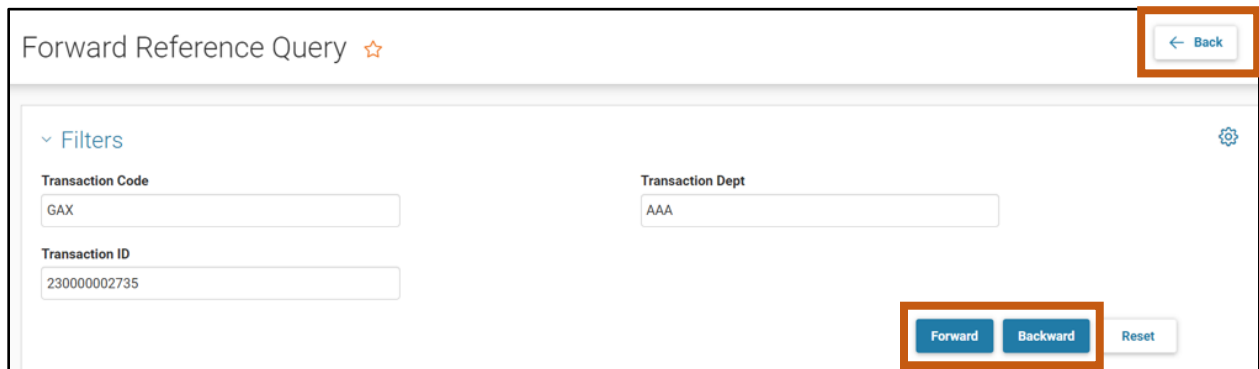 Forward Reference Query
Back
Filters
Transaction Code
Transaction Dept
GAX
AAA
Transaction ID
230000002735
Forward
Backward
Reset